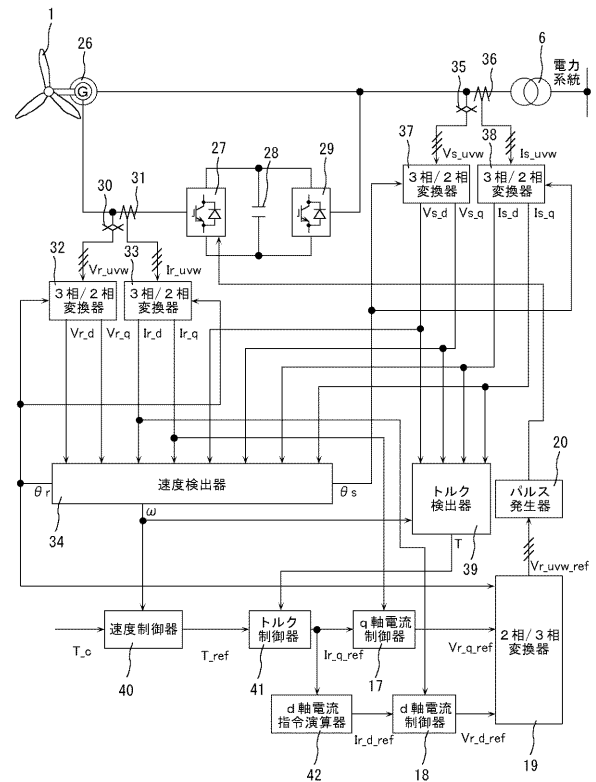 1
26
G
35
36
6
電力
系統
27
28
29
37
38
Vs_uvw
Is_uvw
3相/2相
変換器
3相/2相
変換器
Vs_d
Vs_q
Is_d
Is_q
30
31
32
33
Vr_uvw
Ir_uvw
3相/2相
変換器
3相/2相
変換器
Vr_d
Vr_q
Ir_d
Ir_q
θr
速度検出器
θs
34
ω
トルク
検出器
39
T
20
パルス
発生器
Vr_uvw_ref
T_c
速度制御器
40
T_ref
トルク
制御器
41
Ir_q_ref
q軸電流
制御器
17
Vr_q_ref
2相/3相
変換器
19
d軸電流
指令演算器
42
Ir_d_ref
d軸電流
制御器
18
Vr_d_ref